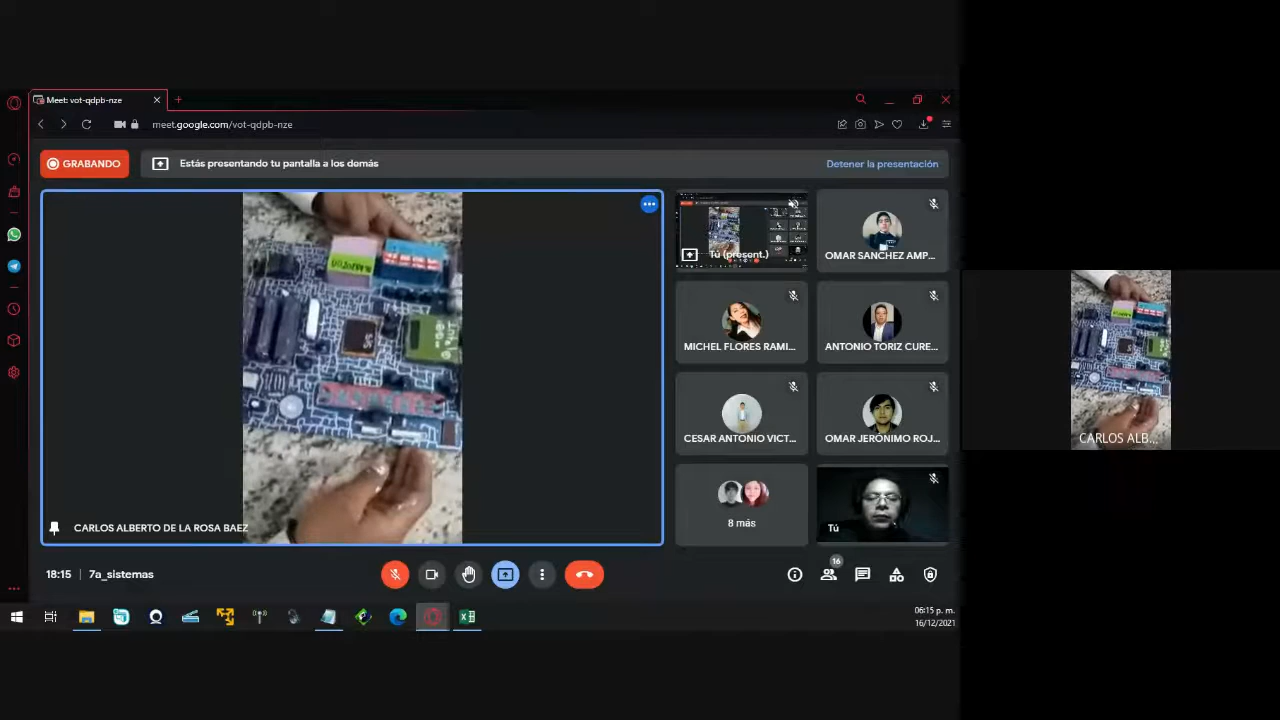 Meet: vot-qdpb-nze
meet.google.com/vot-qdpb-nze
GRABANDO
Estás presentando tu pantalla a los demás
Detener la presentación
Tú (present.)
OMAR SANCHEZ AMP...
MICHEL FLORES RAMI...
ANTONIO TORIZ CURE...
CESAR ANTONIO VICT...
OMAR JERÓNIMO ROJ...
8 más
Tú
CARLOS ALBERTO DE LA ROSA BAEZ
CARLOS ALB...
18:15 | 7a_sistemas
16
06:15 p. m.
16/12/2021